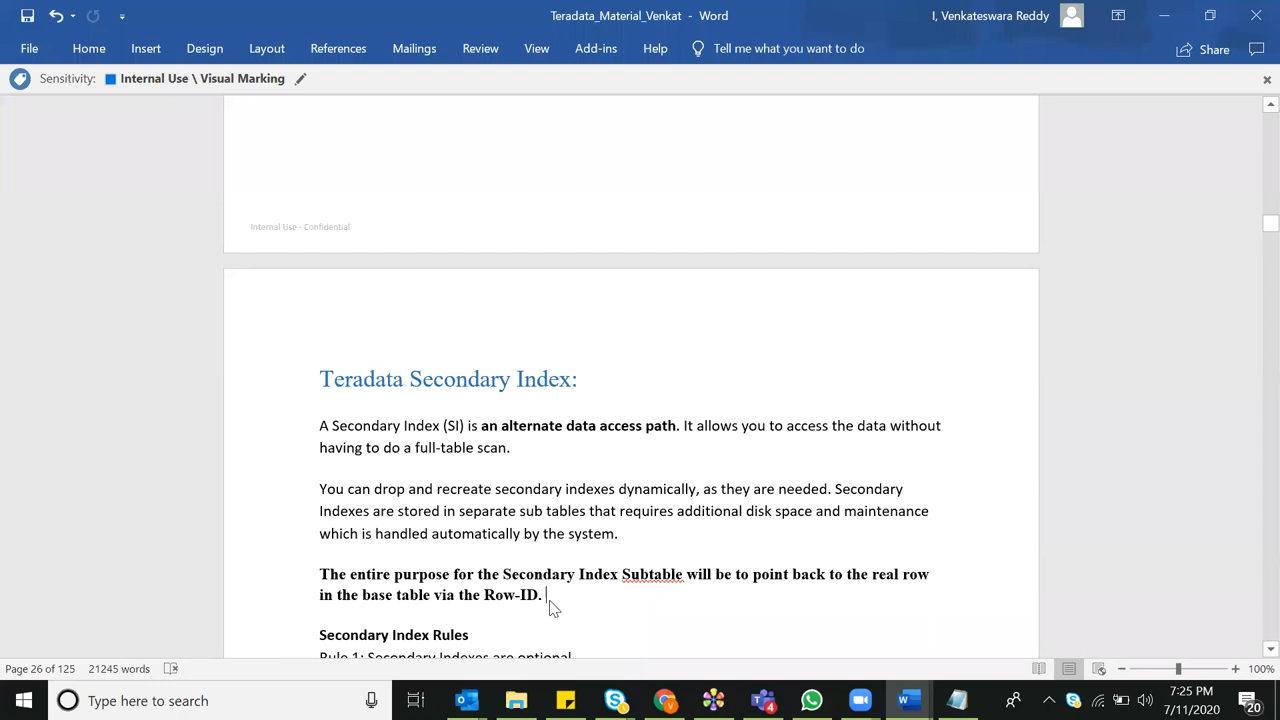 Teradata_Material_Venkat - Word
I, Venkateswara Reddy
File Home Insert Design Layout References Mailings Review View Add-ins Help Tell me what you want to do Share
Sensitivity: Internal Use \ Visual Marking
Internal Use - Confidential
Teradata Secondary Index:
A Secondary Index (SI) is an alternate data access path. It allows you to access the data without
having to do a full-table scan.
You can drop and recreate secondary indexes dynamically, as they are needed. Secondary
Indexes are stored in separate sub tables that requires additional disk space and maintenance
which is handled automatically by the system.
The entire purpose for the Secondary Index Subtable will be to point back to the real row
in the base table via the Row-ID.
Secondary Index Rules
Rule 1: Secondary Indexes are optional
Page 26 of 125 21245 words 100%
Type here to search
7:25 PM
7/11/2020
4
20